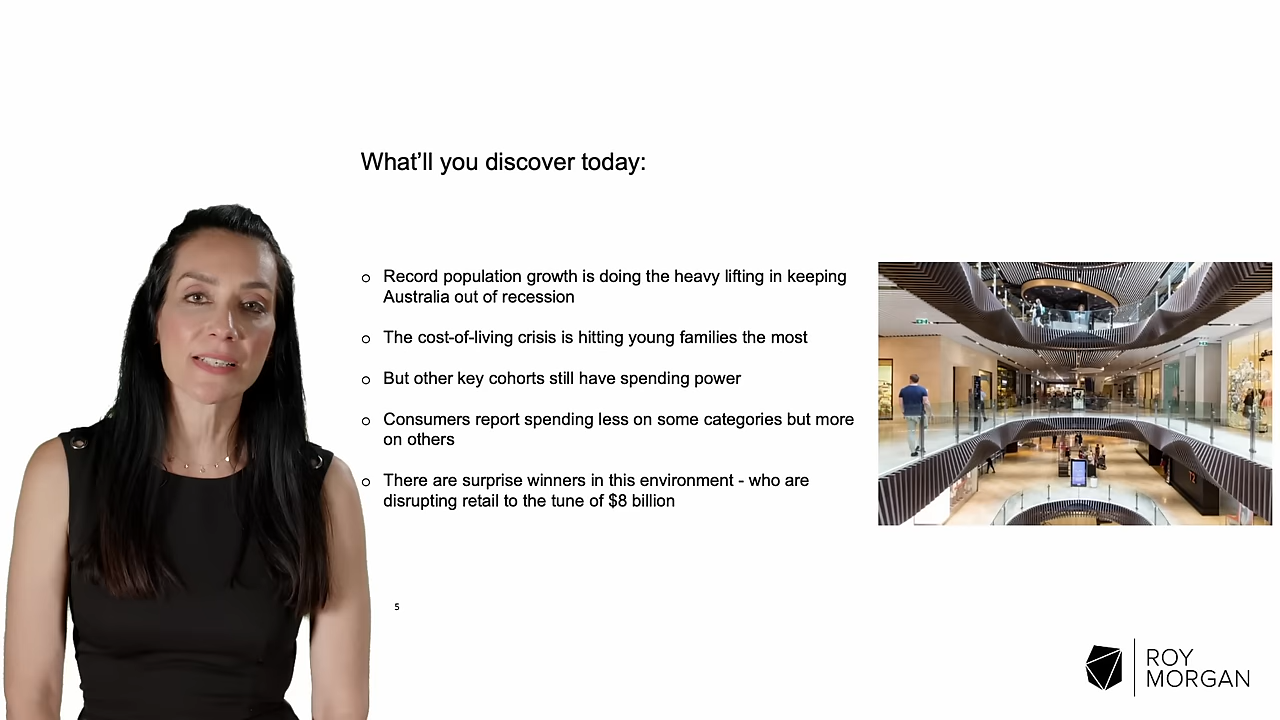 What’ll you discover today:
o Record population growth is doing the heavy lifting in keeping
Australia out of recession
o The cost-of-living crisis is hitting young families the most
o But other key cohorts still have spending power
o Consumers report spending less on some categories but more
on others
o There are surprise winners in this environment - who are
disrupting retail to the tune of $8 billion
5
ROY
MORGAN